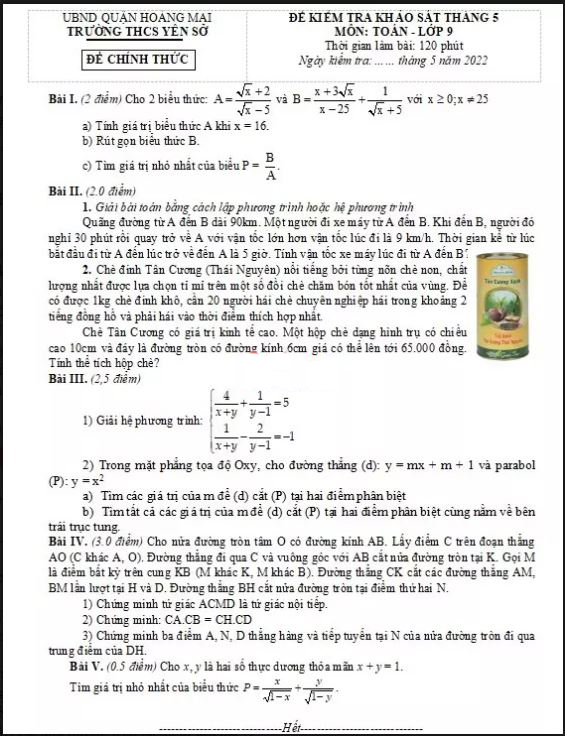 UBND QUẬN HOÀNG MAI
TRƯỜNG THCS YÊN SỞ
ĐỀ CHÍNH THỨC
ĐỀ KIỂM TRA KHẢO SÁT THÁNG 5
MÔN: TOÁN - LỚP 9
Thời gian làm bài: 120 phút
Ngày kiểm tra: ... ... tháng 5 năm 2022
Bài I. (2 điểm) Cho 2 biểu thức: A = (√x + 2)/(√x − 5) và B = (x + 3√x)/(x − 25) + 1/(√x + 5) với x ≥ 0; x ≠ 25
a) Tính giá trị biểu thức A khi x = 16.
b) Rút gọn biểu thức B.
c) Tìm giá trị nhỏ nhất của biểu P = B/A.
Bài II. (2.0 điểm)
1. Giải bài toán bằng cách lập phương trình hoặc hệ phương trình
Quãng đường từ A đến B dài 90km. Một người đi xe máy từ A đến B. Khi đến B, người đó
nghỉ 30 phút rồi quay trở về A với vận tốc lớn hơn vận tốc lúc đi là 9 km/h. Thời gian kể từ lúc
bắt đầu đi từ A đến lúc trở về đến A là 5 giờ. Tính vận tốc xe máy lúc đi từ A đến B?
2. Chè đinh Tân Cương (Thái Nguyên) nổi tiếng bởi từng nõn chè non, chất
lượng nhất được lựa chọn tỉ mỉ trên một số đồi chè chăm bón tốt nhất của vùng. Để
có được 1kg chè đinh khô, cần 20 người hái chè chuyên nghiệp hái trong khoảng 2
tiếng đồng hồ và phải hái vào thời điểm thích hợp nhất.
Chè Tân Cương có giá trị kinh tế cao. Một hộp chè dạng hình trụ có chiều
cao 10cm và đáy là đường tròn có đường kính 6cm giá có thể lên tới 65.000 đồng.
Tính thể tích hộp chè?
Tân Cương Xanh
Bài III. (2,5 điểm)
1) Giải hệ phương trình: { 4/(x+y) + 1/(y−1) = 5
1/(x+y) − 2/(y−1) = −1
2) Trong mặt phẳng tọa độ Oxy, cho đường thẳng (d): y = mx + m + 1 và parabol
(P): y = x²
a) Tìm các giá trị của m để (d) cắt (P) tại hai điểm phân biệt
b) Tìm tất cả các giá trị của m để (d) cắt (P) tại hai điểm phân biệt cùng nằm về bên
trái trục tung.
Bài IV. (3.0 điểm) Cho nửa đường tròn tâm O có đường kính AB. Lấy điểm C trên đoạn thẳng
AO (C khác A, O). Đường thẳng đi qua C và vuông góc với AB cắt nửa đường tròn tại K. Gọi M
là điểm bất kỳ trên cung KB (M khác K, M khác B). Đường thẳng CK cắt các đường thẳng AM,
BM lần lượt tại H và D. Đường thẳng BH cắt nửa đường tròn tại điểm thứ hai N.
1) Chứng minh tứ giác ACMD là tứ giác nội tiếp.
2) Chứng minh: CA.CB = CH.CD
3) Chứng minh ba điểm A, N, D thẳng hàng và tiếp tuyến tại N của nửa đường tròn đi qua
trung điểm của DH.
Bài V. (0.5 điểm) Cho x, y là hai số thực dương thỏa mãn x + y = 1.
Tìm giá trị nhỏ nhất của biểu thức P = x/√(1−x) + y/√(1−y).
------------------------------Hết------------------------------